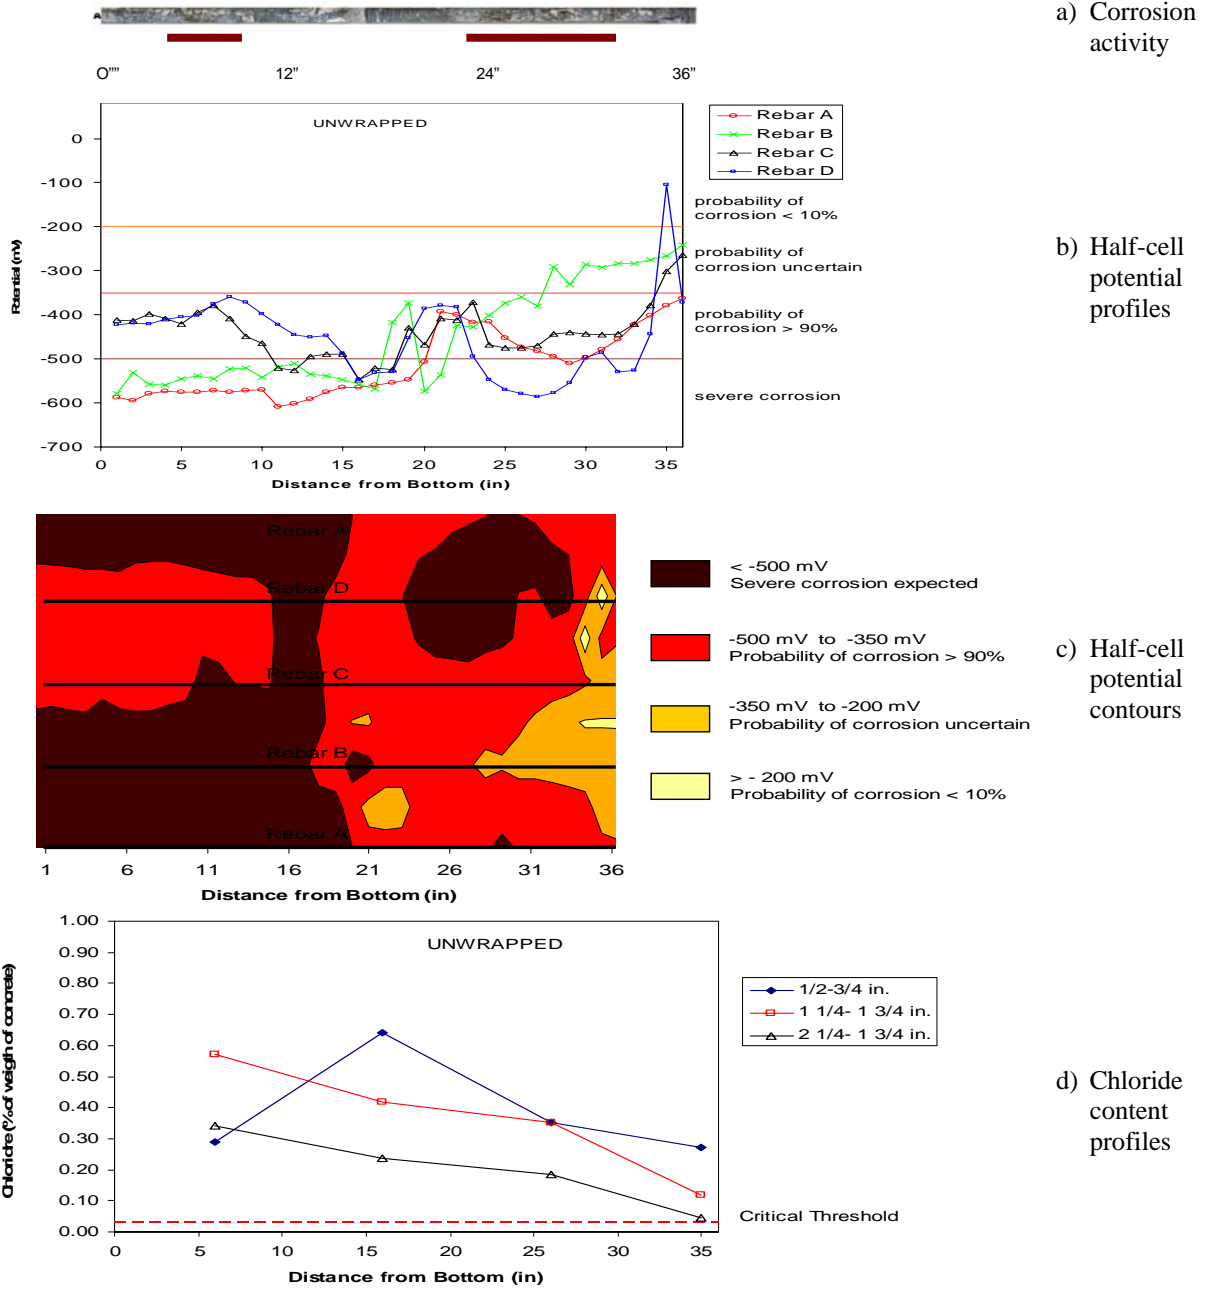 A
a) Corrosion
activity
O"""
12”
24”
36”
UNWRAPPED
Rebar A
Rebar B
Rebar C
Rebar D
0
-100
-200
-300
-400
-500
-600
-700
Potential (mV)
probability of
corrosion < 10%
probability of
corrosion uncertain
probability of
corrosion > 90%
severe corrosion
0 5 10 15 20 25 30 35
Distance from Bottom (in)
b) Half-cell
potential
profiles
Rebar A
Rebar D
Rebar C
Rebar B
Rebar A
1 6 11 16 21 26 31 36
Distance from Bottom (in)
< -500 mV
Severe corrosion expected
-500 mV to -350 mV
Probability of corrosion > 90%
-350 mV to -200 mV
Probability of corrosion uncertain
> - 200 mV
Probability of corrosion < 10%
c) Half-cell
potential
contours
UNWRAPPED
1.00
0.90
0.80
0.70
0.60
0.50
0.40
0.30
0.20
0.10
0.00
Chloridre (% of weigth of concrete)
1/2-3/4 in.
1 1/4- 1 3/4 in.
2 1/4- 1 3/4 in.
Critical Threshold
0 5 10 15 20 25 30 35
Distance from Bottom (in)
d) Chloride
content
profiles